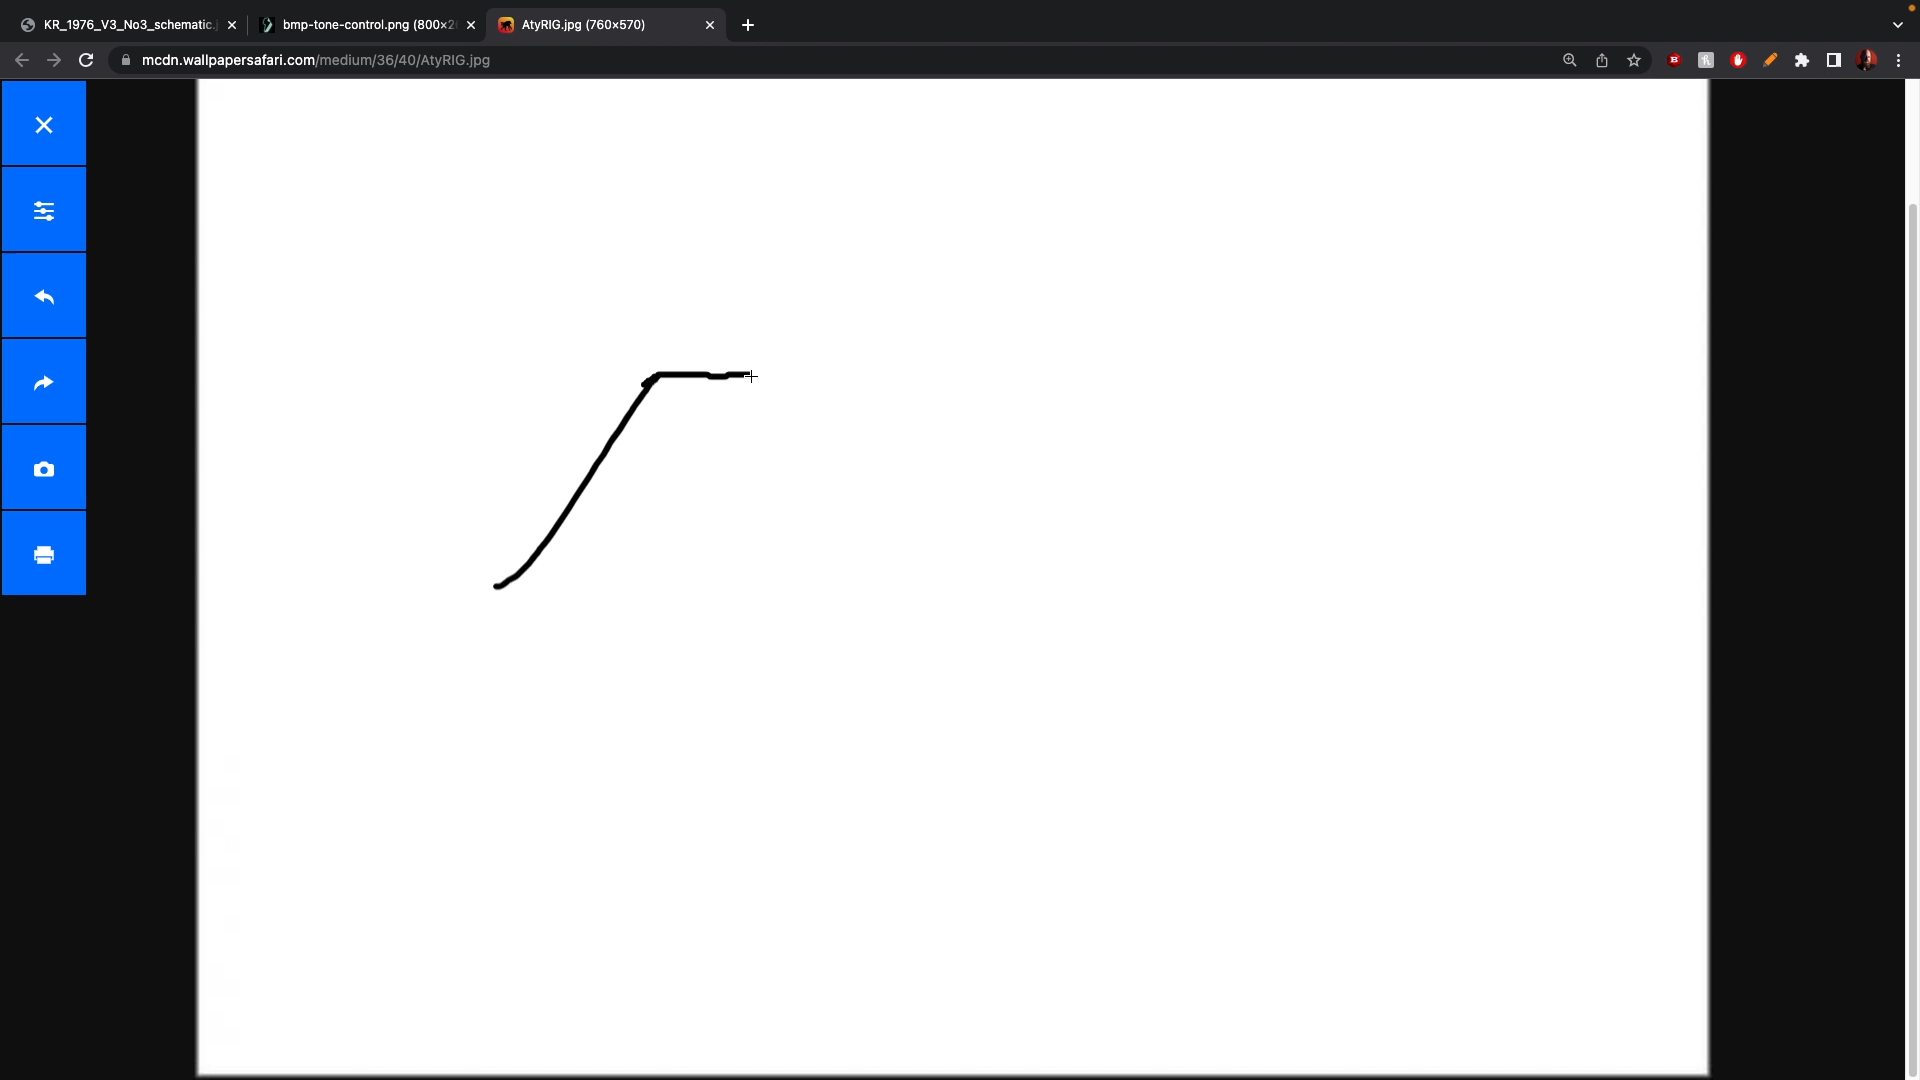 KR_1976_V3_No3_schematic.
bmp-tone-control.png (800×2
AtyRIG.jpg (760×570)
mcdn.wallpapersafari.com/medium/36/40/AtyRIG.jpg